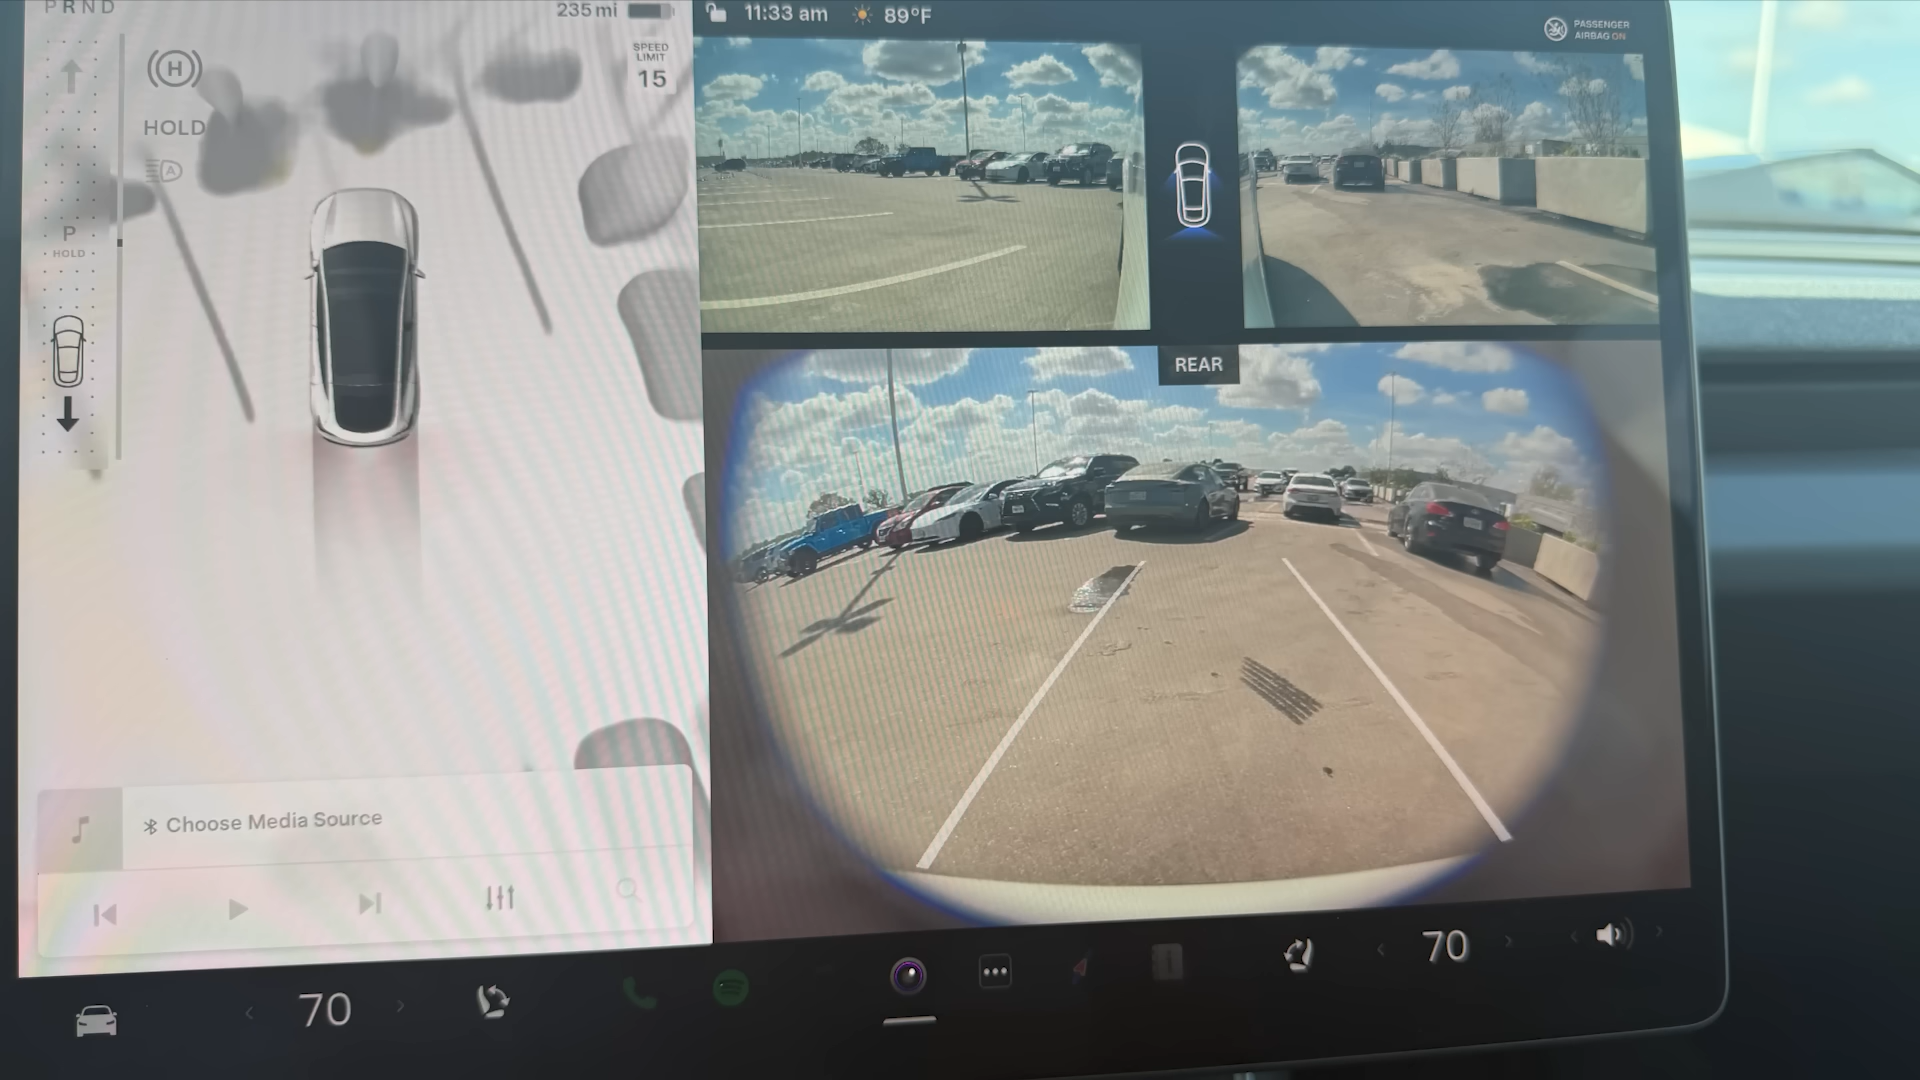 PRND
235 mi
11:33 am
89°F
PASSENGER
AIRBAG ON
SPEED
LIMIT
15
H
HOLD
A
P
HOLD
REAR
Choose Media Source
70
70